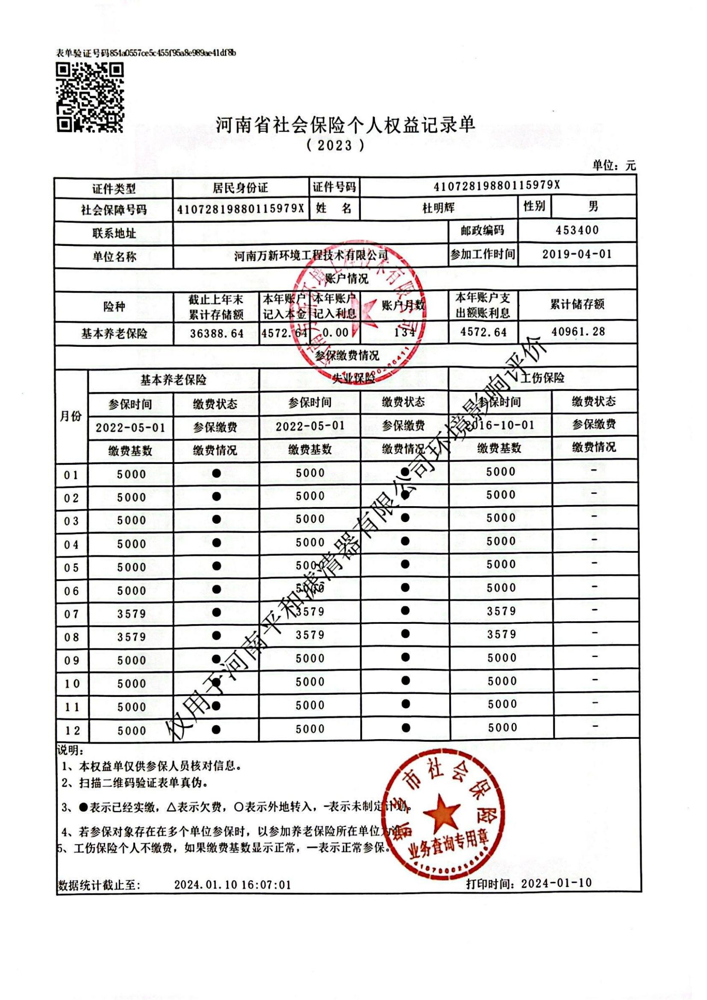 表单验证号码854a0557ce5c455f95a8e989ae41df8b
河南省社会保险个人权益记录单
(2023)
单位：元
证件类型 居民身份证 证件号码 41072819880115979X
社会保障号码 41072819880115979X 姓 名 杜明辉 性别 男
联系地址 邮政编码 453400
单位名称 河南万新环境工程技术有限公司 参加工作时间 2019-04-01
账户情况
险种 截止上年末累计存储额 本年账户记入本金 本年账户记入利息 账户月数 本年账户支出额账利息 累计储存额
基本养老保险 36388.64 4572.64 0.00 134 4572.64 40961.28
参保缴费情况
月份 基本养老保险 失业保险 工伤保险
参保时间 缴费状态 参保时间 缴费状态 参保时间 缴费状态
2022-05-01 参保缴费 2022-05-01 参保缴费 2016-10-01 参保缴费
缴费基数 缴费情况 缴费基数 缴费情况 缴费基数 缴费情况
01 5000 ● 5000 ● 5000 -
02 5000 ● 5000 ● 5000 -
03 5000 ● 5000 ● 5000 -
04 5000 ● 5000 ● 5000 -
05 5000 ● 5000 ● 5000 -
06 5000 ● 5000 ● 5000 -
07 3579 ● 3579 ● 3579 -
08 3579 ● 3579 ● 3579 -
09 5000 ● 5000 ● 5000 -
10 5000 ● 5000 ● 5000 -
11 5000 ● 5000 ● 5000 -
12 5000 ● 5000 ● 5000 -
仅用于河南平和滤清器有限公司环境影响评价
说明：
1、本权益单仅供参保人员核对信息。
2、扫描二维码验证表单真伪。
3、●表示已经实缴，△表示欠费，○表示外地转入，-表示未制定计划。
4、若参保对象存在在多个单位参保时，以参加养老保险所在单位为准。
5、工伤保险个人不缴费，如果缴费基数显示正常，一表示正常参保。
数据统计截止至： 2024.01.10 16:07:01 打印时间：2024-01-10
河南万新环境工程技术有限公司
新乡市社会保险
业务查询专用章